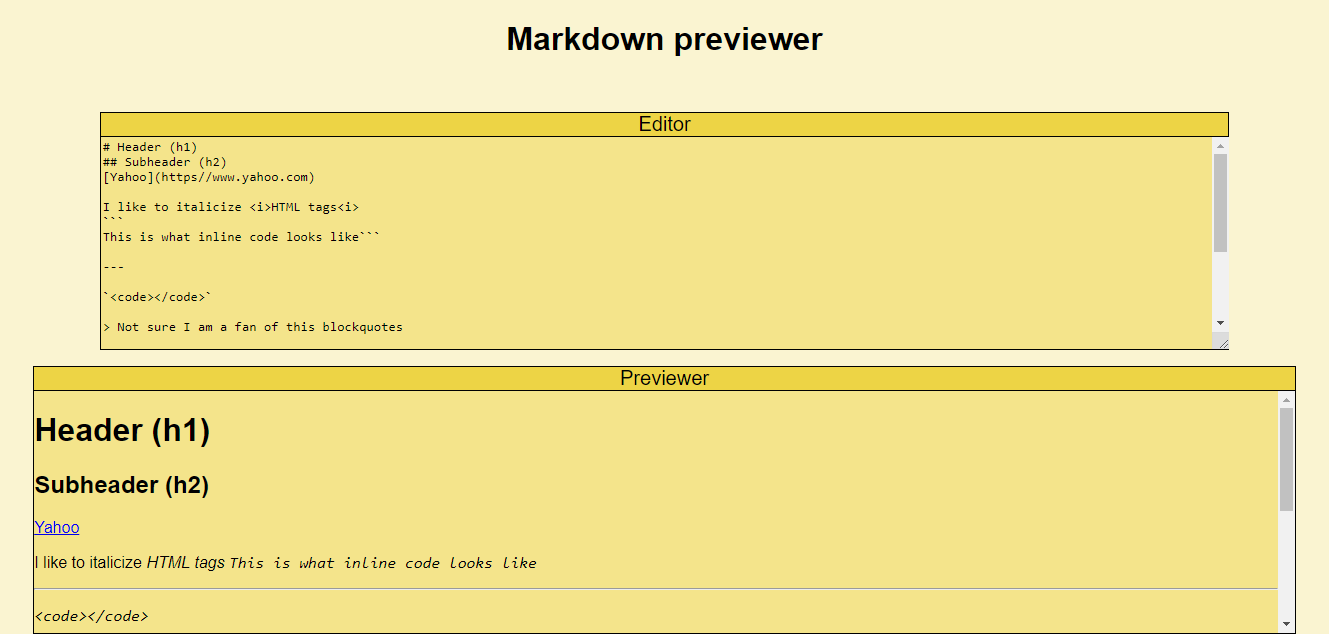 Markdown previewer
Editor
# Header (h1)
## Subheader (h2)
[Yahoo](https//www.yahoo.com)
I like to italicize <i>HTML tags<i>
```
This is what inline code looks like```
---
`<code></code>`
> Not sure I am a fan of this blockquotes
Previewer
Header (h1)
Subheader (h2)
Yahoo
I like to italicize HTML tags This is what inline code looks like
<code></code>